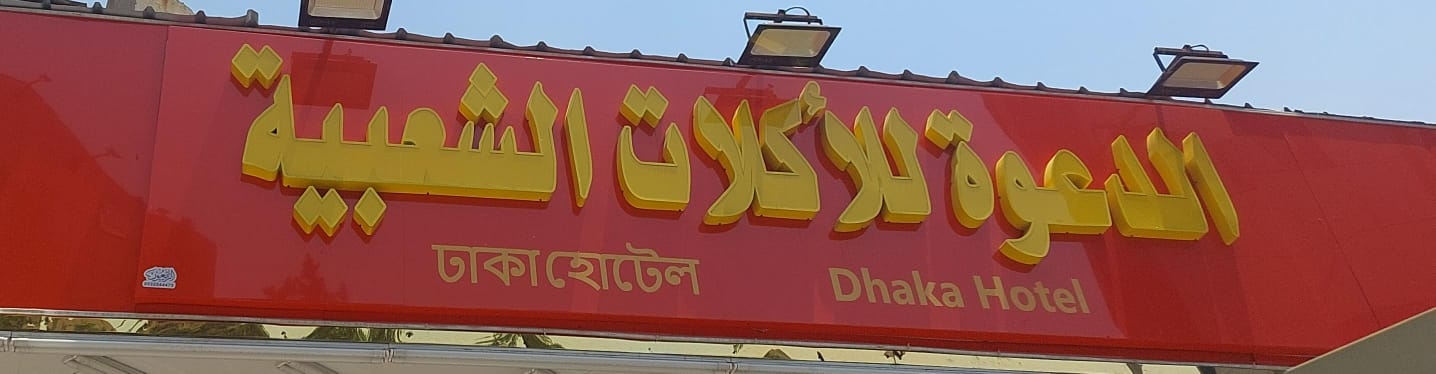 الدعوة للأكلات الشعبية
ঢাকা হোটেল Dhaka Hotel